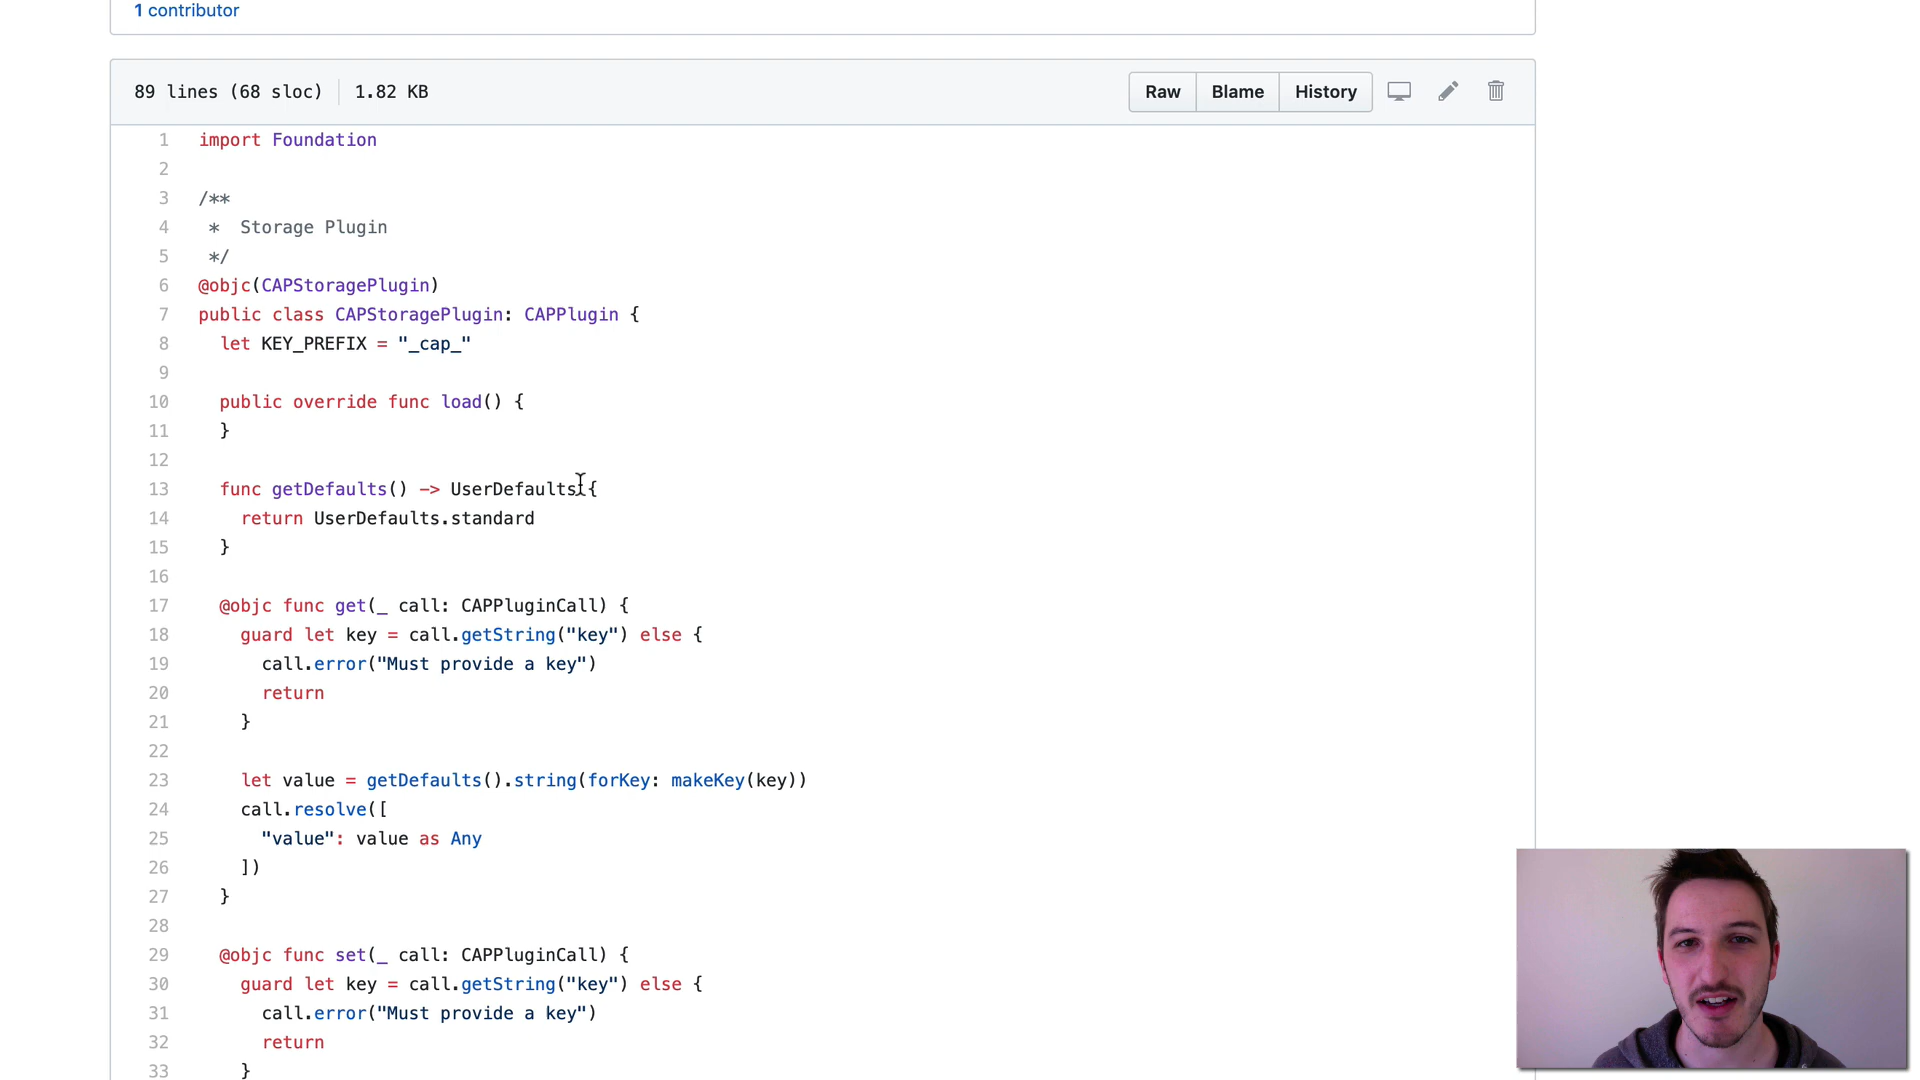 1 contributor
89 lines (68 sloc) 1.82 KB Raw Blame History
1 import Foundation
2
3 /**
4  *  Storage Plugin
5  */
6 @objc(CAPStoragePlugin)
7 public class CAPStoragePlugin: CAPPlugin {
8   let KEY_PREFIX = "_cap_"
9
10   public override func load() {
11   }
12
13   func getDefaults() -> UserDefaults {
14     return UserDefaults.standard
15   }
16
17   @objc func get(_ call: CAPPluginCall) {
18     guard let key = call.getString("key") else {
19       call.error("Must provide a key")
20       return
21     }
22
23     let value = getDefaults().string(forKey: makeKey(key))
24     call.resolve([
25       "value": value as Any
26     ])
27   }
28
29   @objc func set(_ call: CAPPluginCall) {
30     guard let key = call.getString("key") else {
31       call.error("Must provide a key")
32       return
33     }